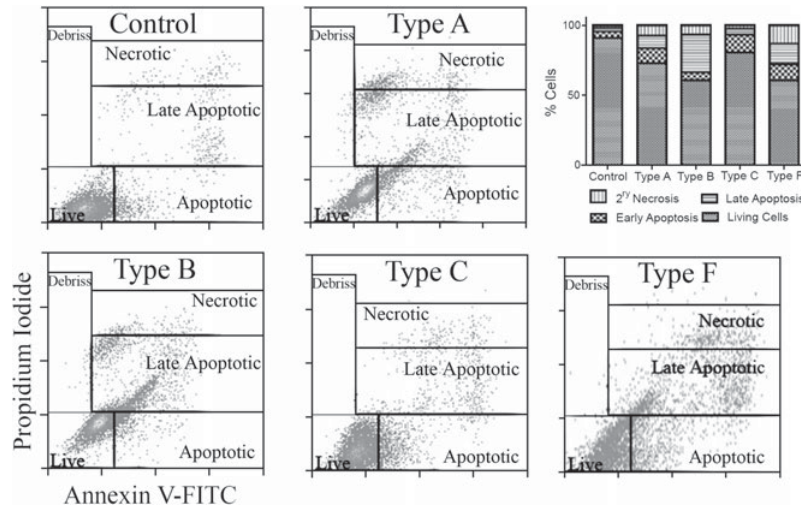 Control
Debriss
Necrotic
Late Apoptotic
Live
Apoptotic
Type A
Necrotic
Late Apoptotic
Live
Apoptotic
% Cells
100
50
0
Control Type A Type B Type C Type F
2ry Necrosis
Late Apoptosis
Early Apoptosis
Living Cells
Type B
Debriss
Necrotic
Late Apoptotic
Live
Apoptotic
Type C
Debriss
Necrotic
Late Apoptotic
Live
Apoptotic
Type F
Debriss
Necrotic
Late Apoptotic
Live
Apoptotic
Propidium Iodide
Annexin V-FITC